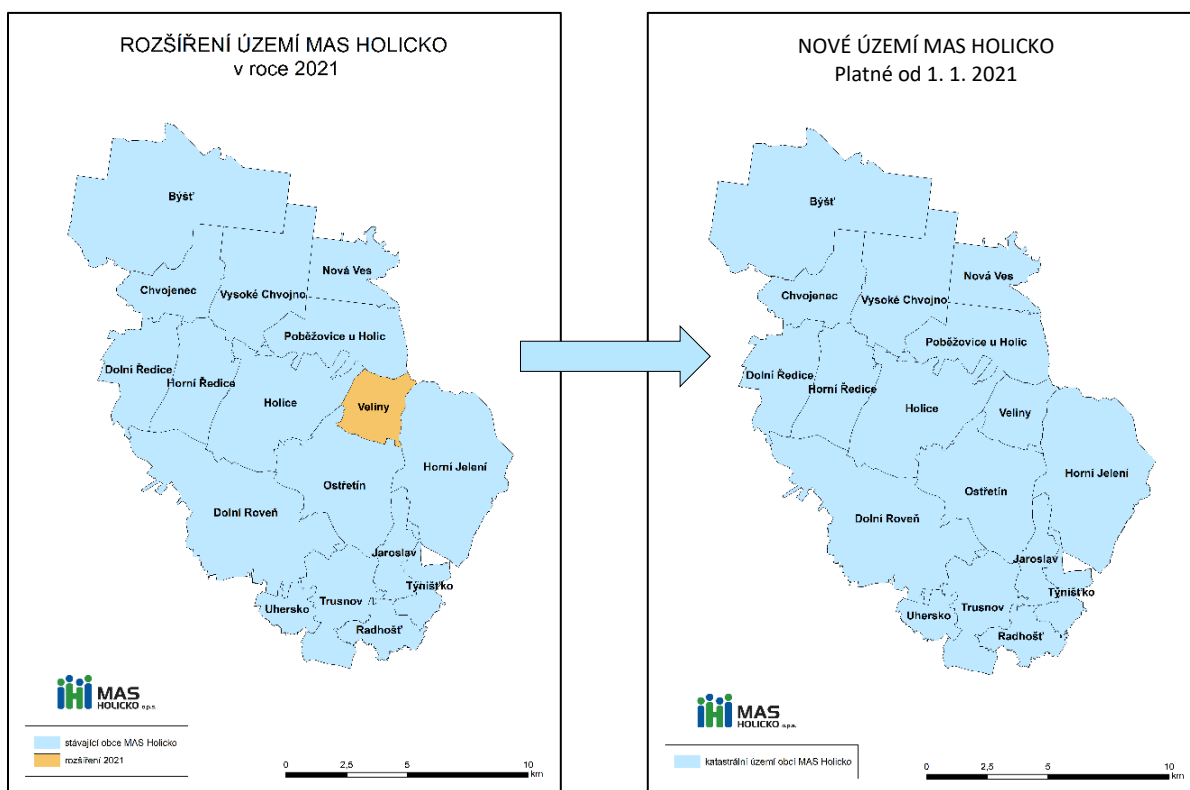 ROZŠÍŘENÍ ÚZEMÍ MAS HOLICKO
v roce 2021
Býšť
Nová Ves
Chvojenec
Vysoké Chvojno
Poběžovice u Holic
Dolní Ředice
Horní Ředice
Holice
Veliny
Horní Jelení
Ostřetín
Dolní Roveň
Jaroslav
Týnišťko
Trusnov
Uhersko
Radhošť
MAS
HOLICKO o.p.s.
stávající obce MAS Holicko
rozšíření 2021
0 2,5 5 10
km
NOVÉ ÚZEMÍ MAS HOLICKO
Platné od 1. 1. 2021
Býšť
Nová Ves
Chvojenec
Vysoké Chvojno
Poběžovice u Holic
Dolní Ředice
Horní Ředice
Holice
Veliny
Horní Jelení
Ostřetín
Dolní Roveň
Jaroslav
Týnišťko
Trusnov
Uhersko
Radhošť
MAS
HOLICKO o.p.s.
katastrální území obcí MAS Holicko
0 2,5 5 10
km